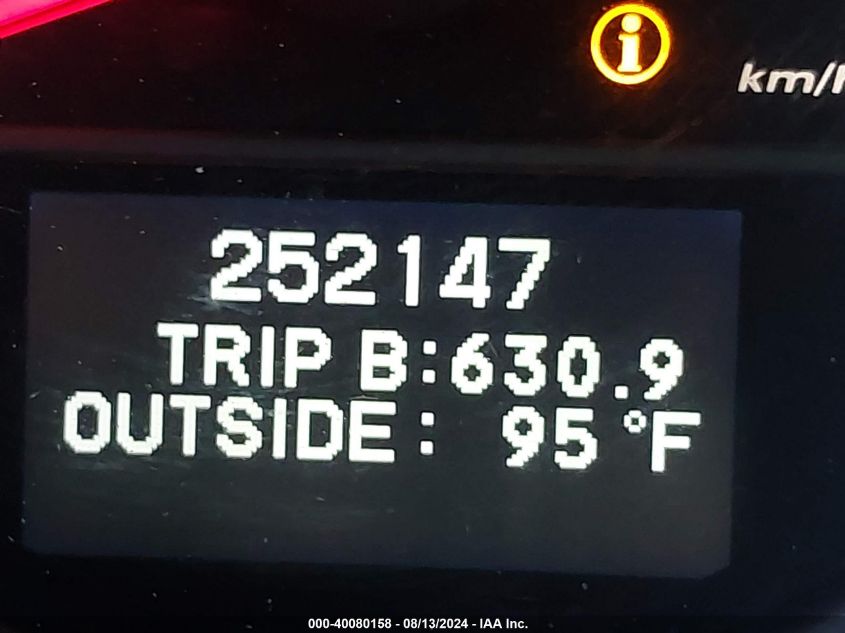 i
km/h
252147
TRIP B:630.9
OUTSIDE: 95°F
000-40080158 - 08/13/2024 - IAA Inc.